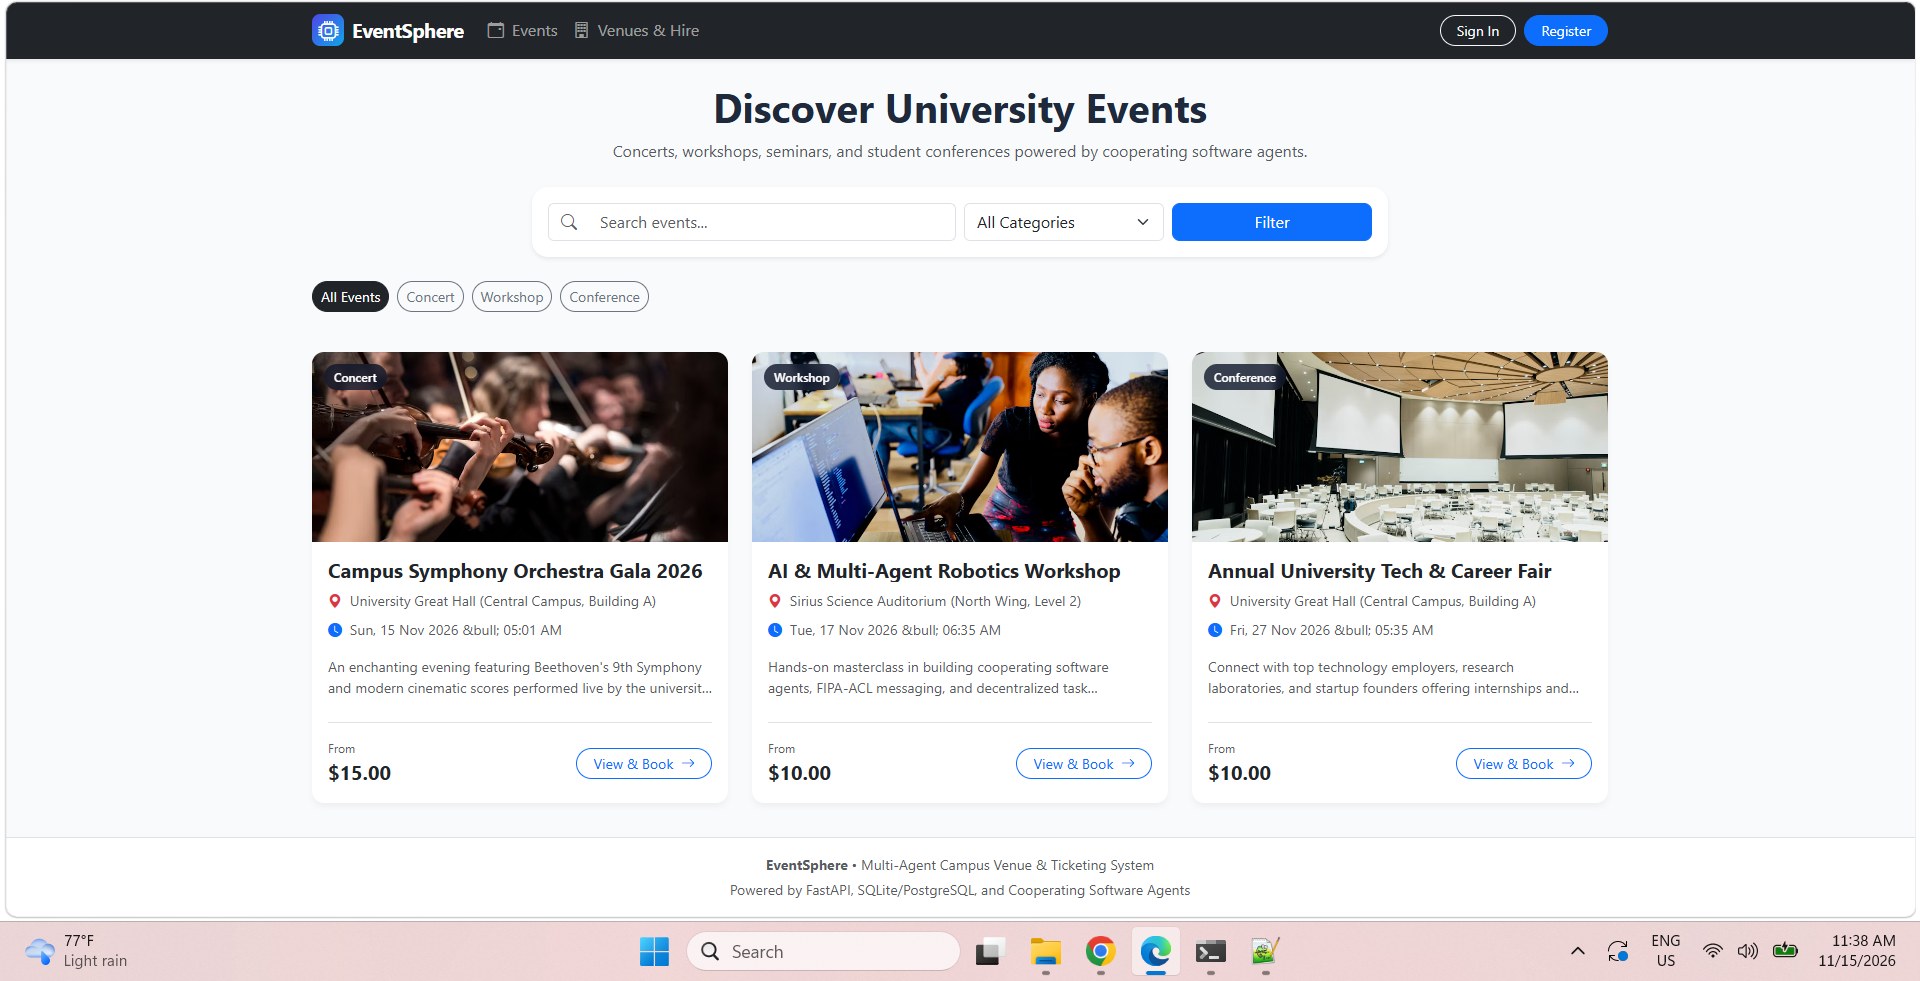 EventSphere Events Venues & Hire Sign In Register
Discover University Events
Concerts, workshops, seminars, and student conferences powered by cooperating software agents.
Search events... All Categories Filter
All Events Concert Workshop Conference
Concert
Campus Symphony Orchestra Gala 2026
University Great Hall (Central Campus, Building A)
Sun, 15 Nov 2026 &bull; 05:01 AM
An enchanting evening featuring Beethoven's 9th Symphony
and modern cinematic scores performed live by the universit...
From
$15.00
View & Book →
Workshop
AI & Multi-Agent Robotics Workshop
Sirius Science Auditorium (North Wing, Level 2)
Tue, 17 Nov 2026 &bull; 06:35 AM
Hands-on masterclass in building cooperating software
agents, FIPA-ACL messaging, and decentralized task...
From
$10.00
View & Book →
Conference
Annual University Tech & Career Fair
University Great Hall (Central Campus, Building A)
Fri, 27 Nov 2026 &bull; 05:35 AM
Connect with top technology employers, research
laboratories, and startup founders offering internships and...
From
$10.00
View & Book →
EventSphere • Multi-Agent Campus Venue & Ticketing System
Powered by FastAPI, SQLite/PostgreSQL, and Cooperating Software Agents
77°F
Light rain
Search
ENG
US
11:38 AM
11/15/2026